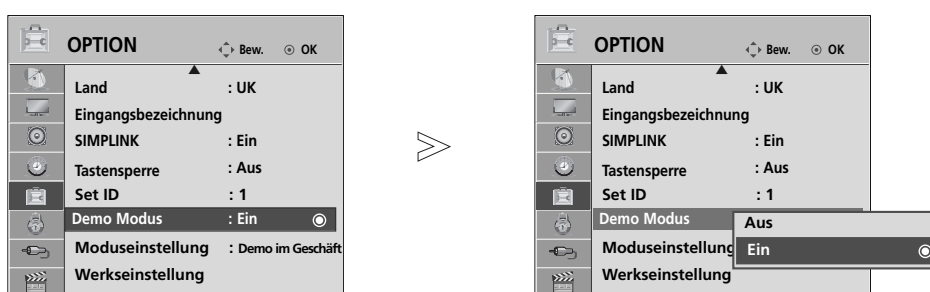 OPTION Bew. OK
Land : UK
Eingangsbezeichnung
SIMPLINK : Ein
Tastensperre : Aus
Set ID : 1
Demo Modus : Ein
Moduseinstellung : Demo im Geschäft
Werkseinstellung
OPTION Bew. OK
Land : UK
Eingangsbezeichnung
SIMPLINK : Ein
Tastensperre : Aus
Set ID : 1
Demo Modus
Aus
Moduseinstellung Ein
Werkseinstellung